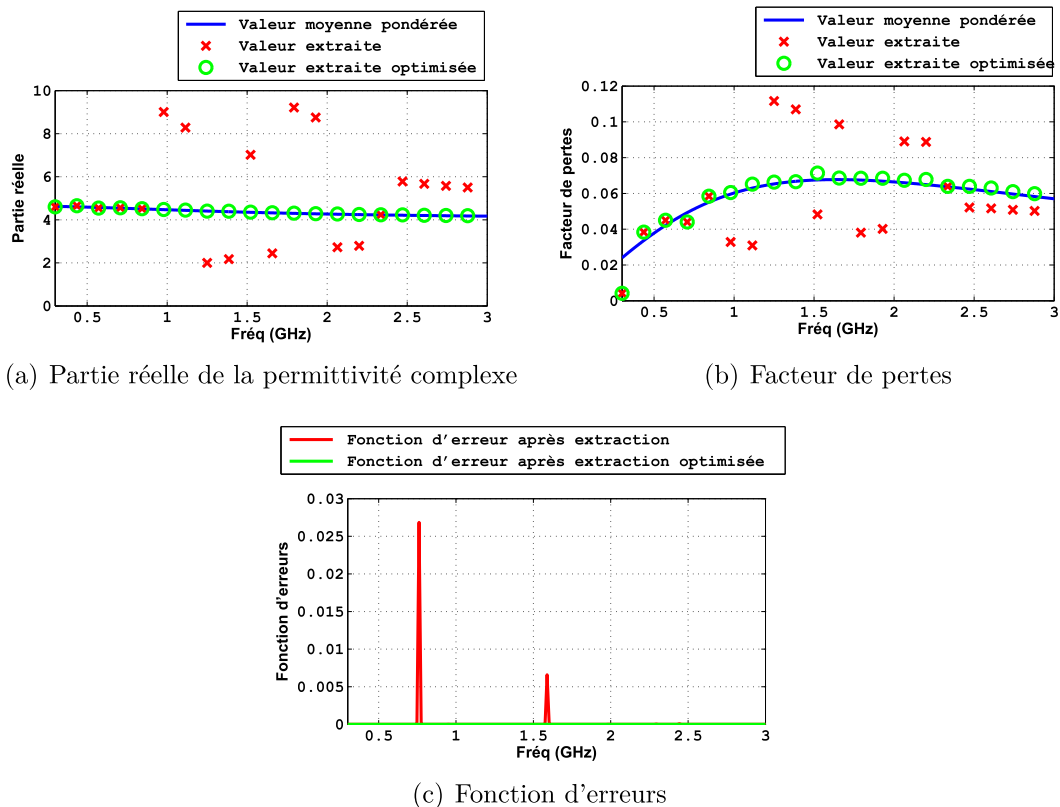 Valeur moyenne pondérée
Valeur extraite
Valeur extraite optimisée
10
8
6
4
2
0
Partie réelle
0.5
1
1.5
2
2.5
3
Fréq (GHz)
(a) Partie réelle de la permittivité complexe
Valeur moyenne pondérée
Valeur extraite
Valeur extraite optimisée
0.12
0.1
0.08
0.06
0.04
0.02
0
Facteur de pertes
0.5
1
1.5
2
2.5
3
Fréq (GHz)
(b) Facteur de pertes
Fonction d'erreur après extraction
Fonction d'erreur après extraction optimisée
0.03
0.025
0.02
0.015
0.01
0.005
0
Fonction d'erreurs
0.5
1
1.5
2
2.5
3
Fréq (GHz)
(c) Fonction d'erreurs